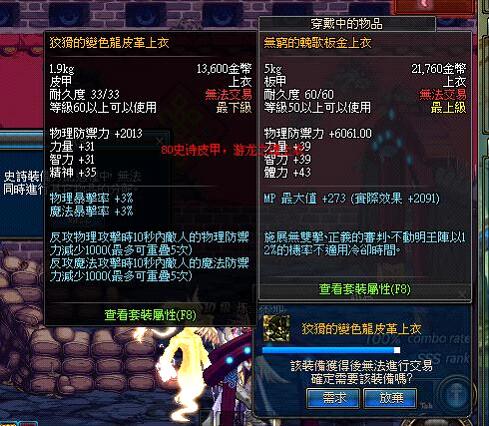 穿戴中的物品
狡猾的變色龍皮革上衣
1.9kg 13,600金幣
皮甲 上衣
耐久度 33/33 無法交易
等級60以上可以使用 最下級
物理防禦力 +2013
力量 +31
智力 +31
精神 +35
物理暴擊率 +3%
魔法暴擊率 +3%
反攻物理攻擊時10秒內敵人的物理防禦
力減少1000(最多可重疊5次)
反攻魔法攻擊時10秒內敵人的魔法防禦
力減少1000(最多可重疊5次)
查看套裝屬性(F8)
無窮的輓歌板金上衣
5kg 21,760金幣
板甲 上衣
耐久度 60/60 無法交易
等級50以上可以使用 最上級
物理防禦力 +6061.00
力量 +39
智力 +39
體力 +43
MP 最大值 +273 (實際效果 +2091)
施展無雙擊、正義的審判、不動明王陣,以1
2%的機率不適用冷卻時間。
查看套裝屬性(F8)
80史诗皮甲，游龙
史詩裝
同時進行
狡猾的變色龍皮革上衣
該裝備獲得後無法進行交易
確定需要該裝備嗎?
需求 放棄
100% combo rate
rank
Tab